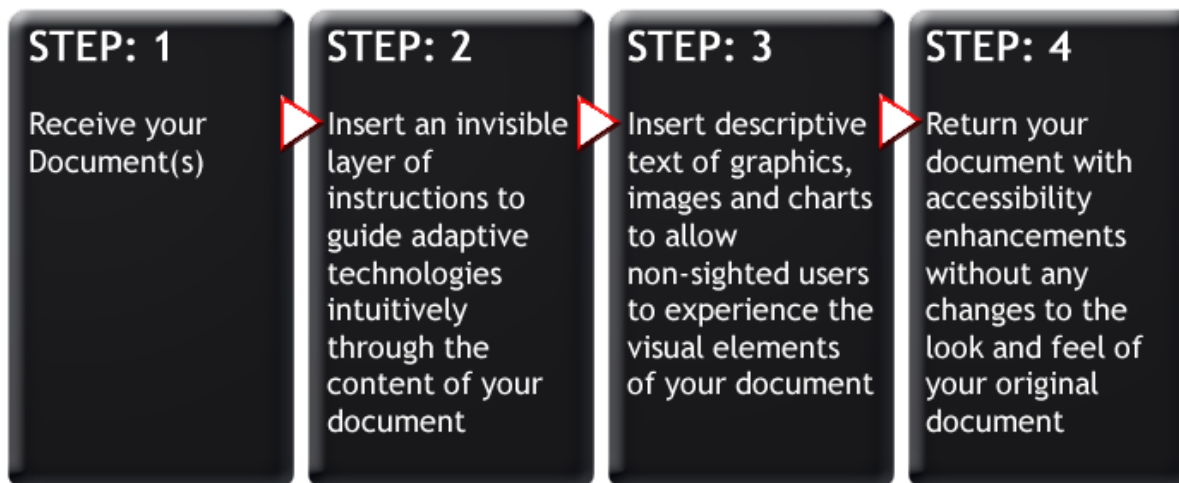 STEP: 1
Receive your
Document(s)
STEP: 2
Insert an invisible
layer of
instructions to
guide adaptive
technologies
intuitively
through the
content of your
document
STEP: 3
Insert descriptive
text of graphics,
images and charts
to allow
non-sighted users
to experience the
visual elements
of your document
STEP: 4
Return your
document with
accessibility
enhancements
without any
changes to the
look and feel of
your original
document